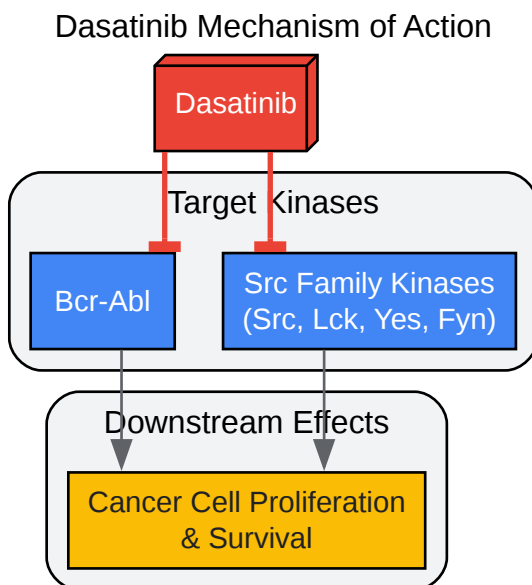 Dasatinib Mechanism of Action
Dasatinib
Target Kinases
Bcr-Abl
Src Family Kinases
(Src, Lck, Yes, Fyn)
Downstream Effects
Cancer Cell Proliferation
& Survival